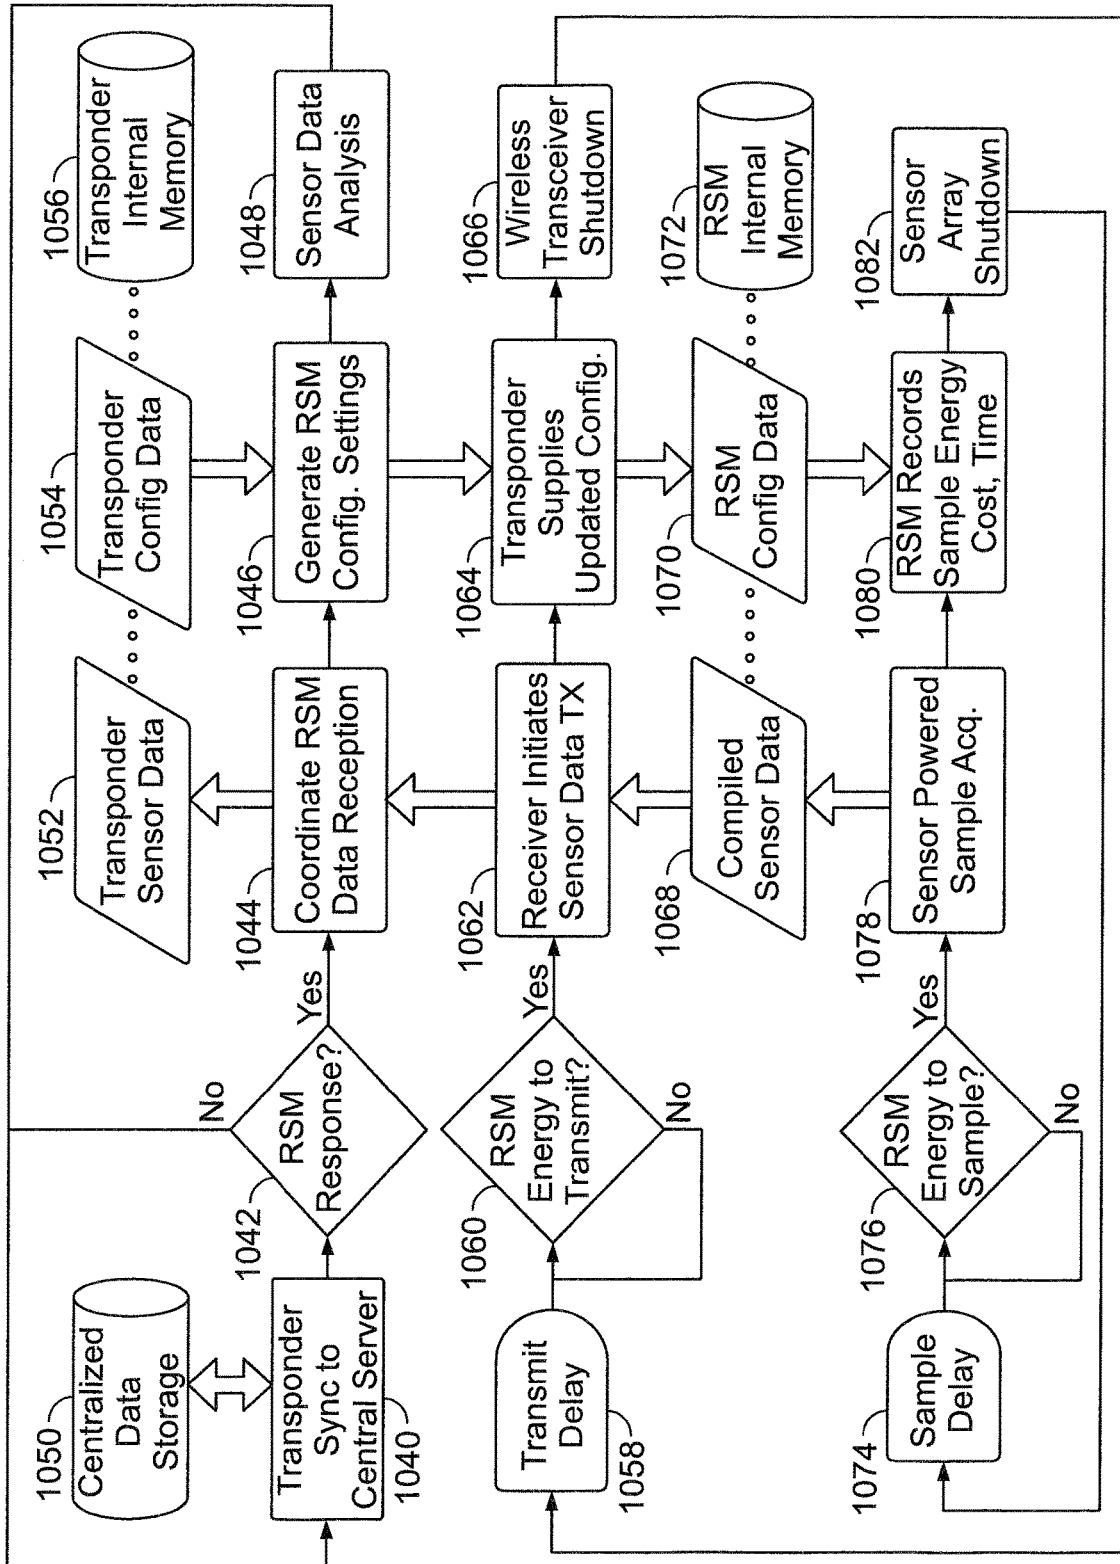 1050
Centralized
Data
Storage
1052
Transponder
Sensor Data
1054
Transponder
Config Data
1056
Transponder
Internal
Memory
Transponder
Sync to
Central Server
1040
1042
RSM
Response?
No
Yes
1044
Coordinate RSM
Data Reception
1046
Generate RSM
Config. Settings
1048
Sensor Data
Analysis
Transmit
Delay
1058
1060
RSM
Energy to
Transmit?
No
Yes
1062
Receiver Initiates
Sensor Data TX
1064
Transponder
Supplies
Updated Config.
1066
Wireless
Transceiver
Shutdown
1068
Compiled
Sensor Data
1070
RSM
Config Data
1072
RSM
Internal
Memory
1074
Sample
Delay
1076
RSM
Energy to
Sample?
No
Yes
1078
Sensor Powered
Sample Acq.
1080
RSM Records
Sample Energy
Cost, Time
1082
Sensor
Array
Shutdown